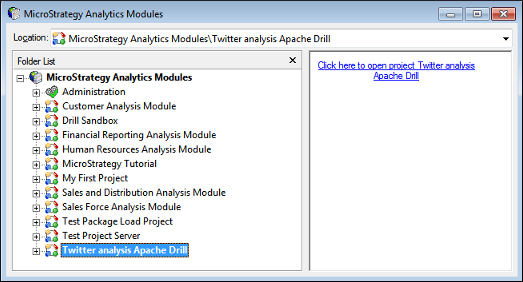 MicroStrategy Analytics Modules
Location: MicroStrategy Analytics Modules\Twitter analysis Apache Drill
Folder List
MicroStrategy Analytics Modules
Administration
Customer Analysis Module
Drill Sandbox
Financial Reporting Analysis Module
Human Resources Analysis Module
MicroStrategy Tutorial
My First Project
Sales and Distribution Analysis Module
Sales Force Analysis Module
Test Package Load Project
Test Project Server
Twitter analysis Apache Drill
Click here to open project Twitter analysis
Apache Drill